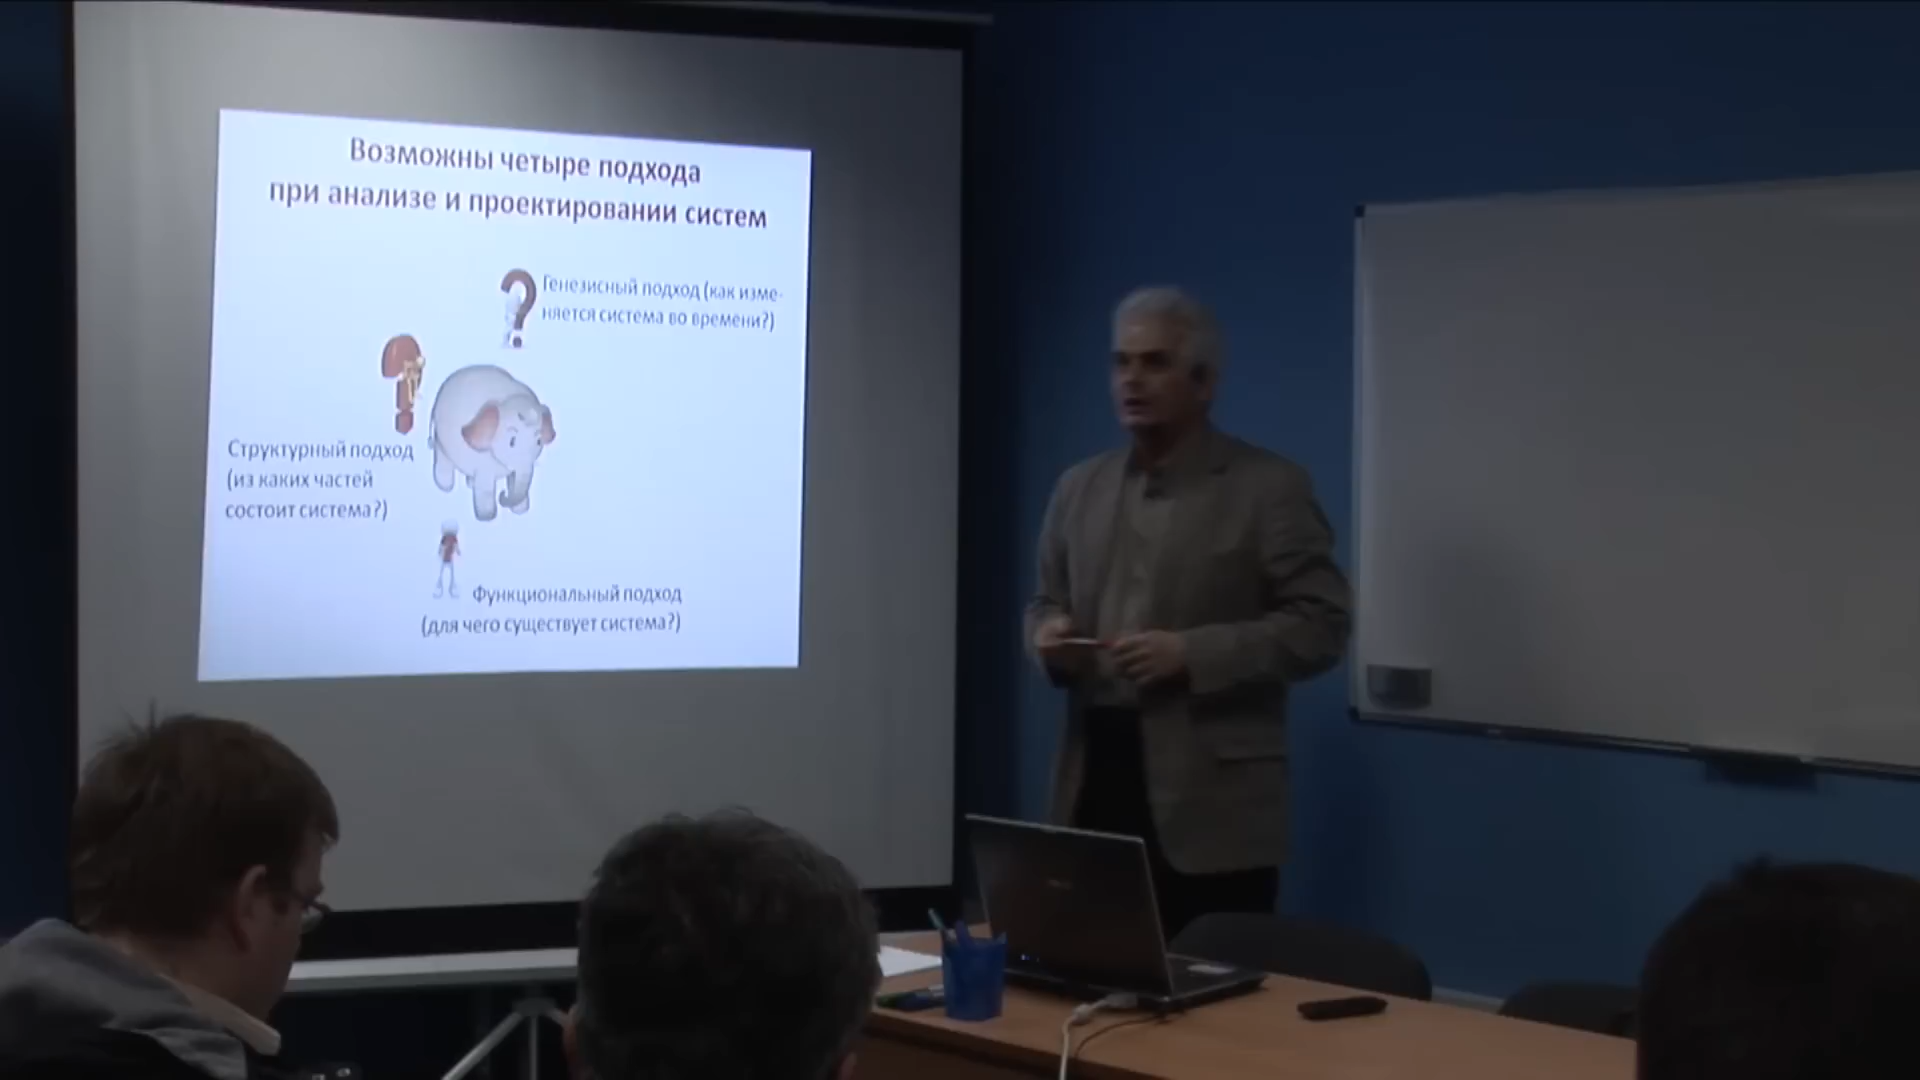 Возможны четыре подхода
при анализе и проектировании систем
Генезисный подход (как изме-
няется система во времени?)
Структурный подход
(из каких частей
состоит система?)
Функциональный подход
(для чего существует система?)